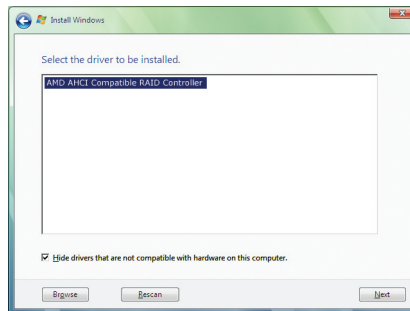 Install Windows
Select the driver to be installed.
AMD AHCI Compatible RAID Controller
Hide drivers that are not compatible with hardware on this computer.
Browse Rescan Next